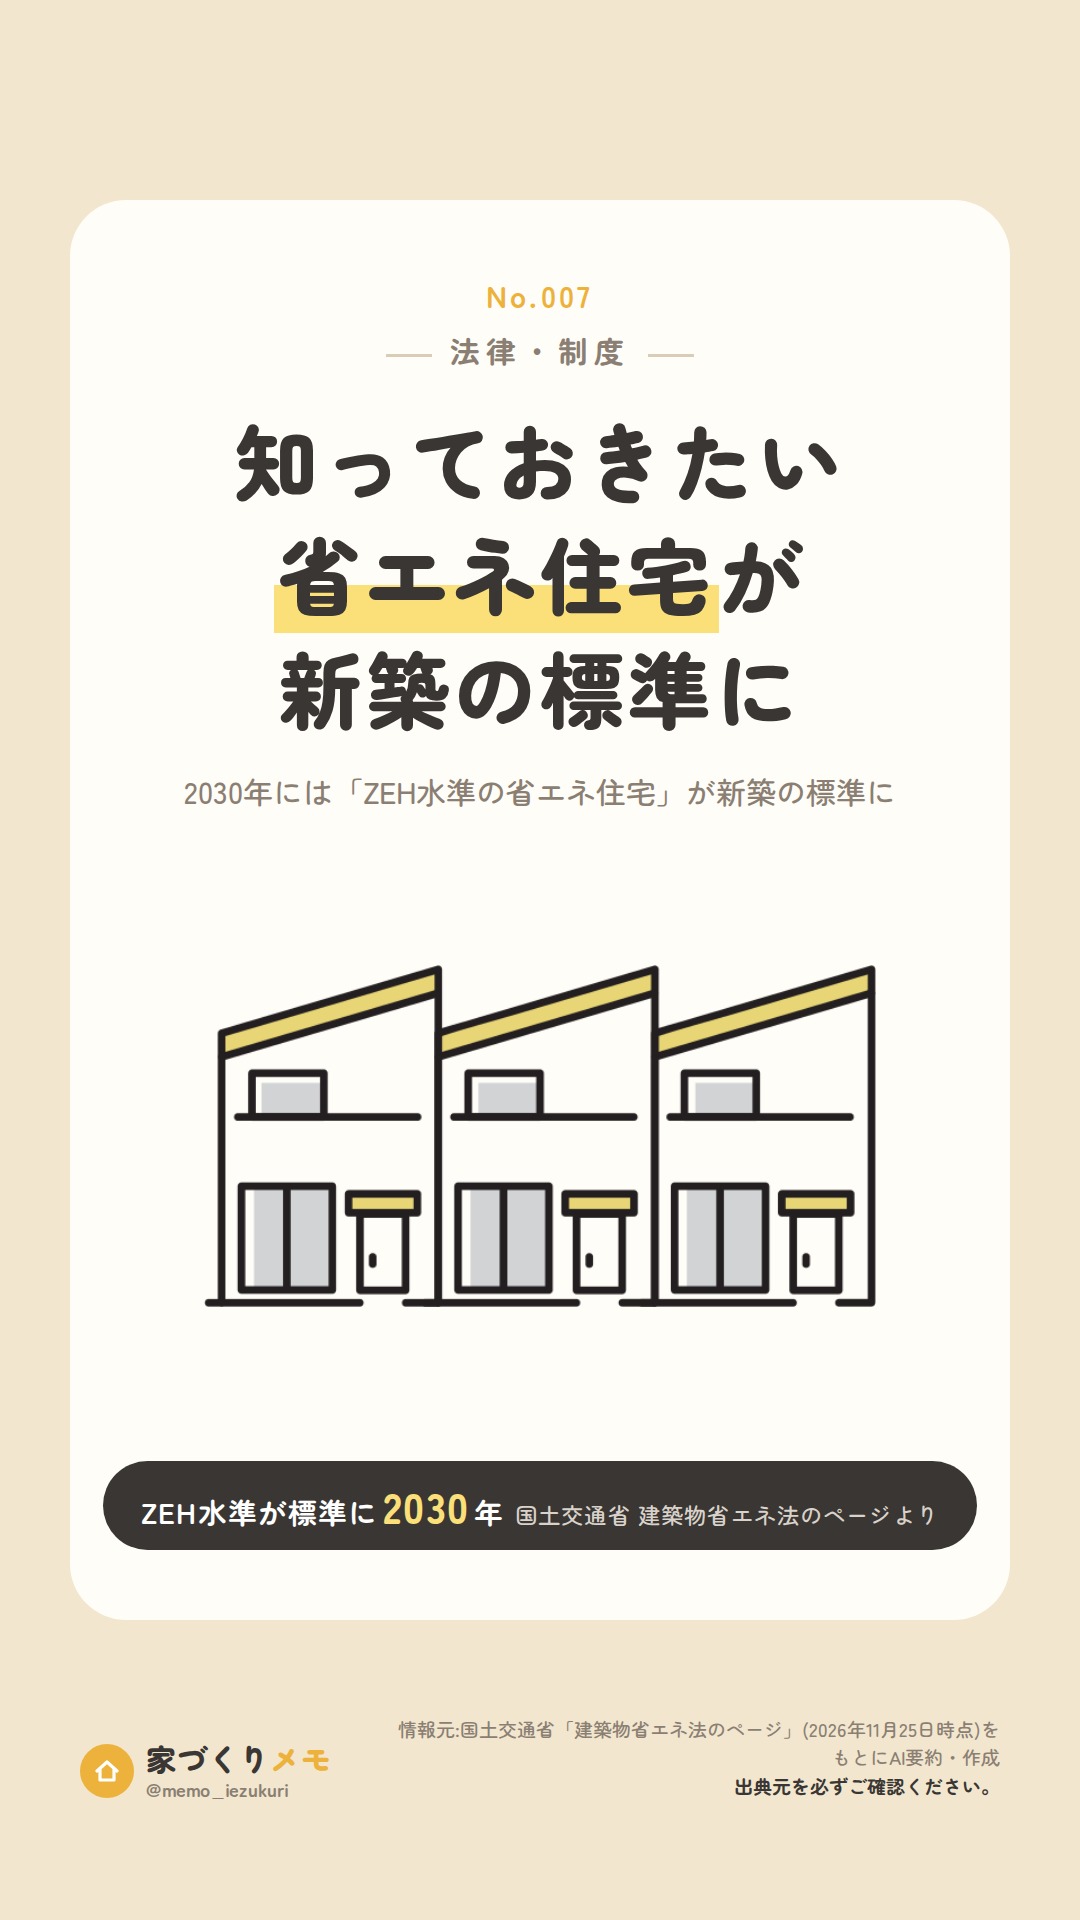 No.007
法律・制度
知っておきたい
省エネ住宅が
新築の標準に
2030年には「ZEH水準の省エネ住宅」が新築の標準に
ZEH水準が標準に 2030 年 国土交通省 建築物省エネ法のページより
情報元:国土交通省「建築物省エネ法のページ」(2026年11月25日時点)を
もとにAI要約・作成
出典元を必ずご確認ください。
家づくりメモ
@memo_iezukuri